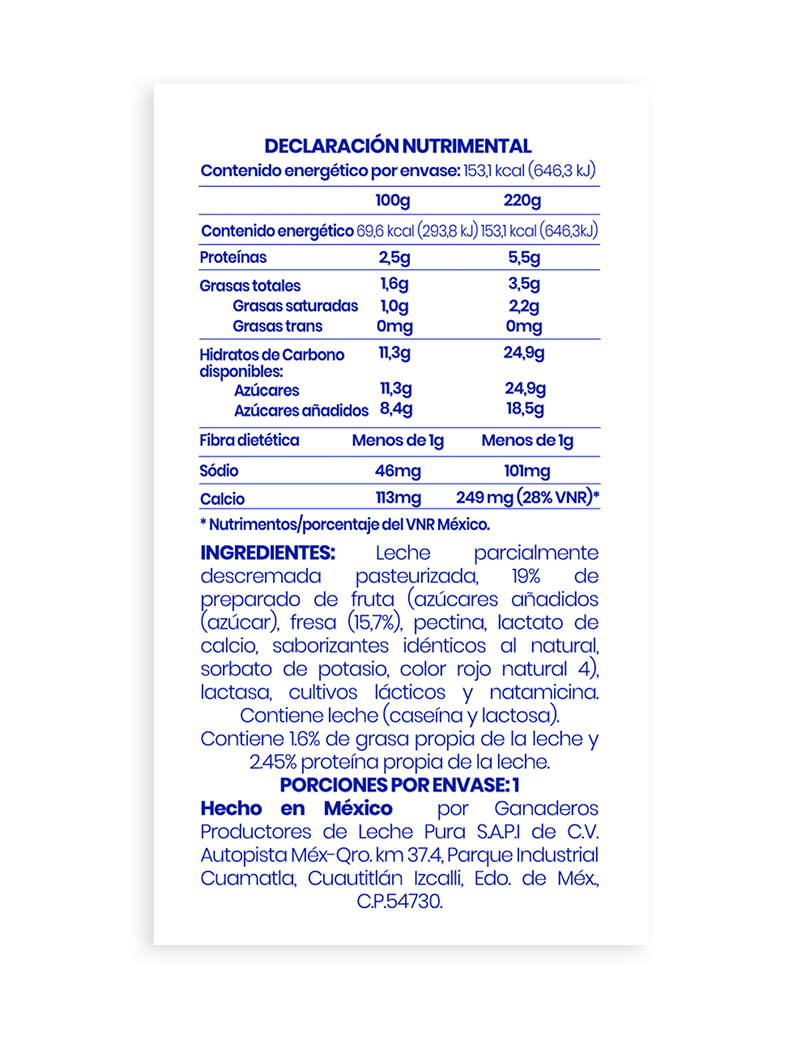 DECLARACIÓN NUTRIMENTAL
Contenido energético por envase: 153,1 kcal (646,3 kJ)
100g 220g
Contenido energético 69,6 kcal (293,8 kJ) 153,1 kcal (646,3kJ)
Proteínas 2,5g 5,5g
Grasas totales 1,6g 3,5g
Grasas saturadas 1,0g 2,2g
Grasas trans 0mg 0mg
Hidratos de Carbono 11,3g 24,9g
disponibles:
Azúcares 11,3g 24,9g
Azúcares añadidos 8,4g 18,5g
Fibra dietética Menos de 1g Menos de 1g
Sódio 46mg 101mg
Calcio 113mg 249 mg (28% VNR)*
* Nutrimentos/porcentaje del VNR México.
INGREDIENTES: Leche parcialmente
descremada pasteurizada, 19% de
preparado de fruta (azúcares añadidos
(azúcar), fresa (15,7%), pectina, lactato de
calcio, saborizantes idénticos al natural,
sorbato de potasio, color rojo natural 4),
lactasa, cultivos lácticos y natamicina.
Contiene leche (caseína y lactosa).
Contiene 1.6% de grasa propia de la leche y
2.45% proteína propia de la leche.
PORCIONES POR ENVASE: 1
Hecho en México por Ganaderos
Productores de Leche Pura S.A.P.I de C.V.
Autopista Méx-Qro. km 37.4, Parque Industrial
Cuamatla, Cuautitlán Izcalli, Edo. de Méx.,
C.P.54730.